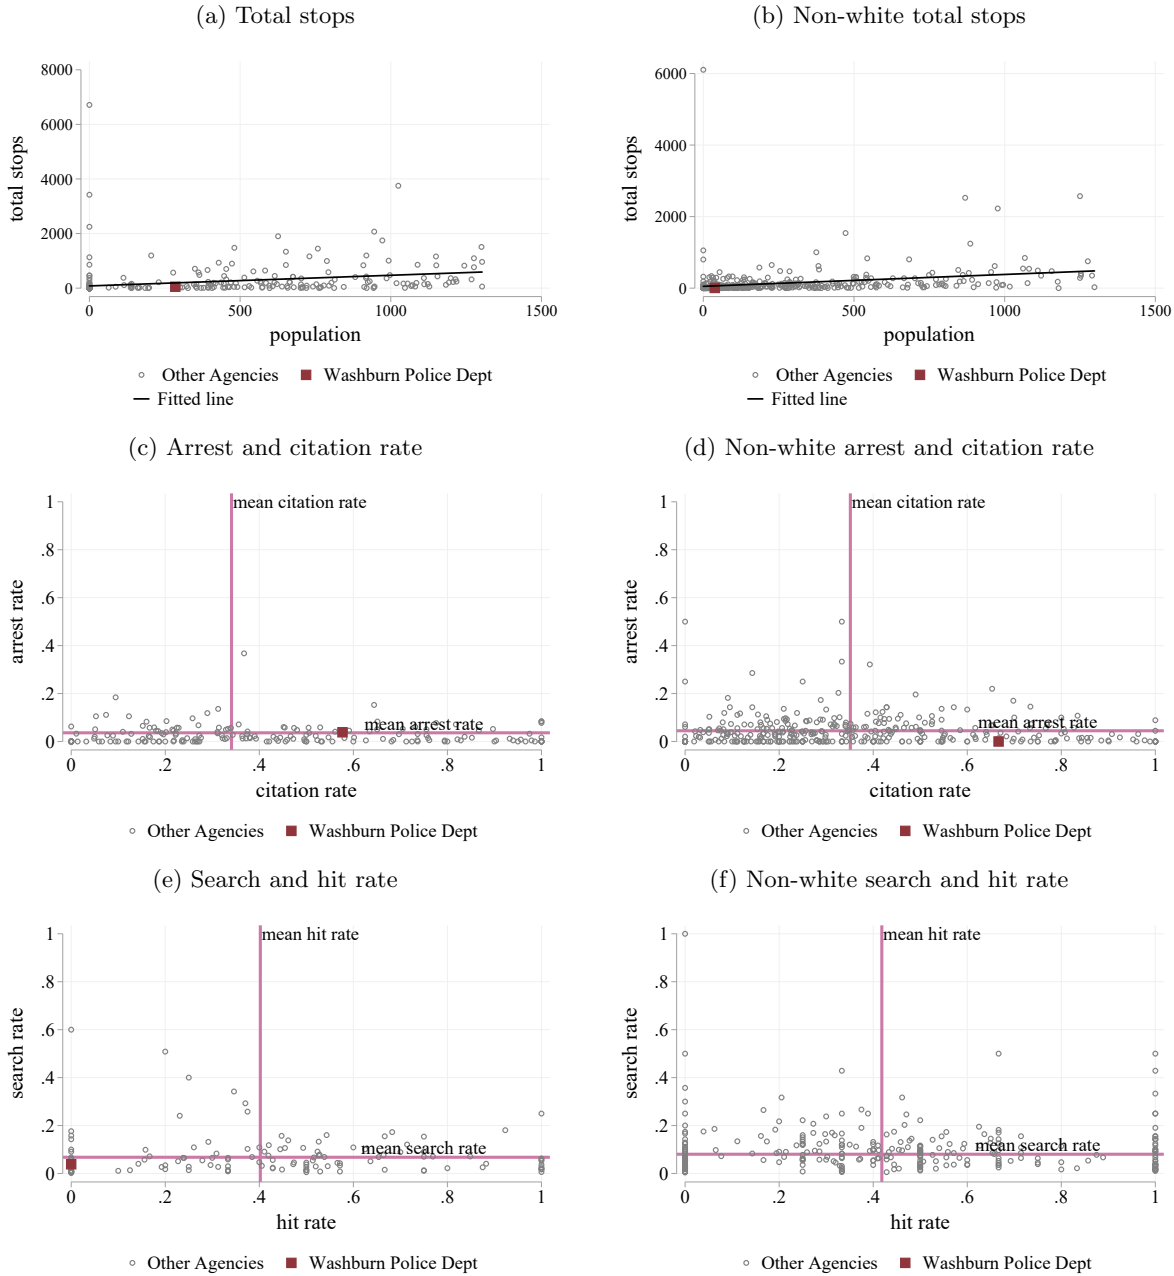 (a) Total stops
(b) Non-white total stops
total stops
8000
6000
4000
2000
0
0
500
1000
1500
population
Other Agencies
Washburn Police Dept
Fitted line
total stops
6000
4000
2000
0
0
500
1000
1500
population
Other Agencies
Washburn Police Dept
Fitted line
(c) Arrest and citation rate
(d) Non-white arrest and citation rate
arrest rate
1
.8
.6
.4
.2
0
mean citation rate
mean arrest rate
0
.2
.4
.6
.8
1
citation rate
Other Agencies
Washburn Police Dept
arrest rate
1
.8
.6
.4
.2
0
mean citation rate
mean arrest rate
0
.2
.4
.6
.8
1
citation rate
Other Agencies
Washburn Police Dept
(e) Search and hit rate
(f) Non-white search and hit rate
search rate
1
.8
.6
.4
.2
0
mean hit rate
mean search rate
0
.2
.4
.6
.8
1
hit rate
Other Agencies
Washburn Police Dept
search rate
1
.8
.6
.4
.2
0
mean hit rate
mean search rate
0
.2
.4
.6
.8
1
hit rate
Other Agencies
Washburn Police Dept